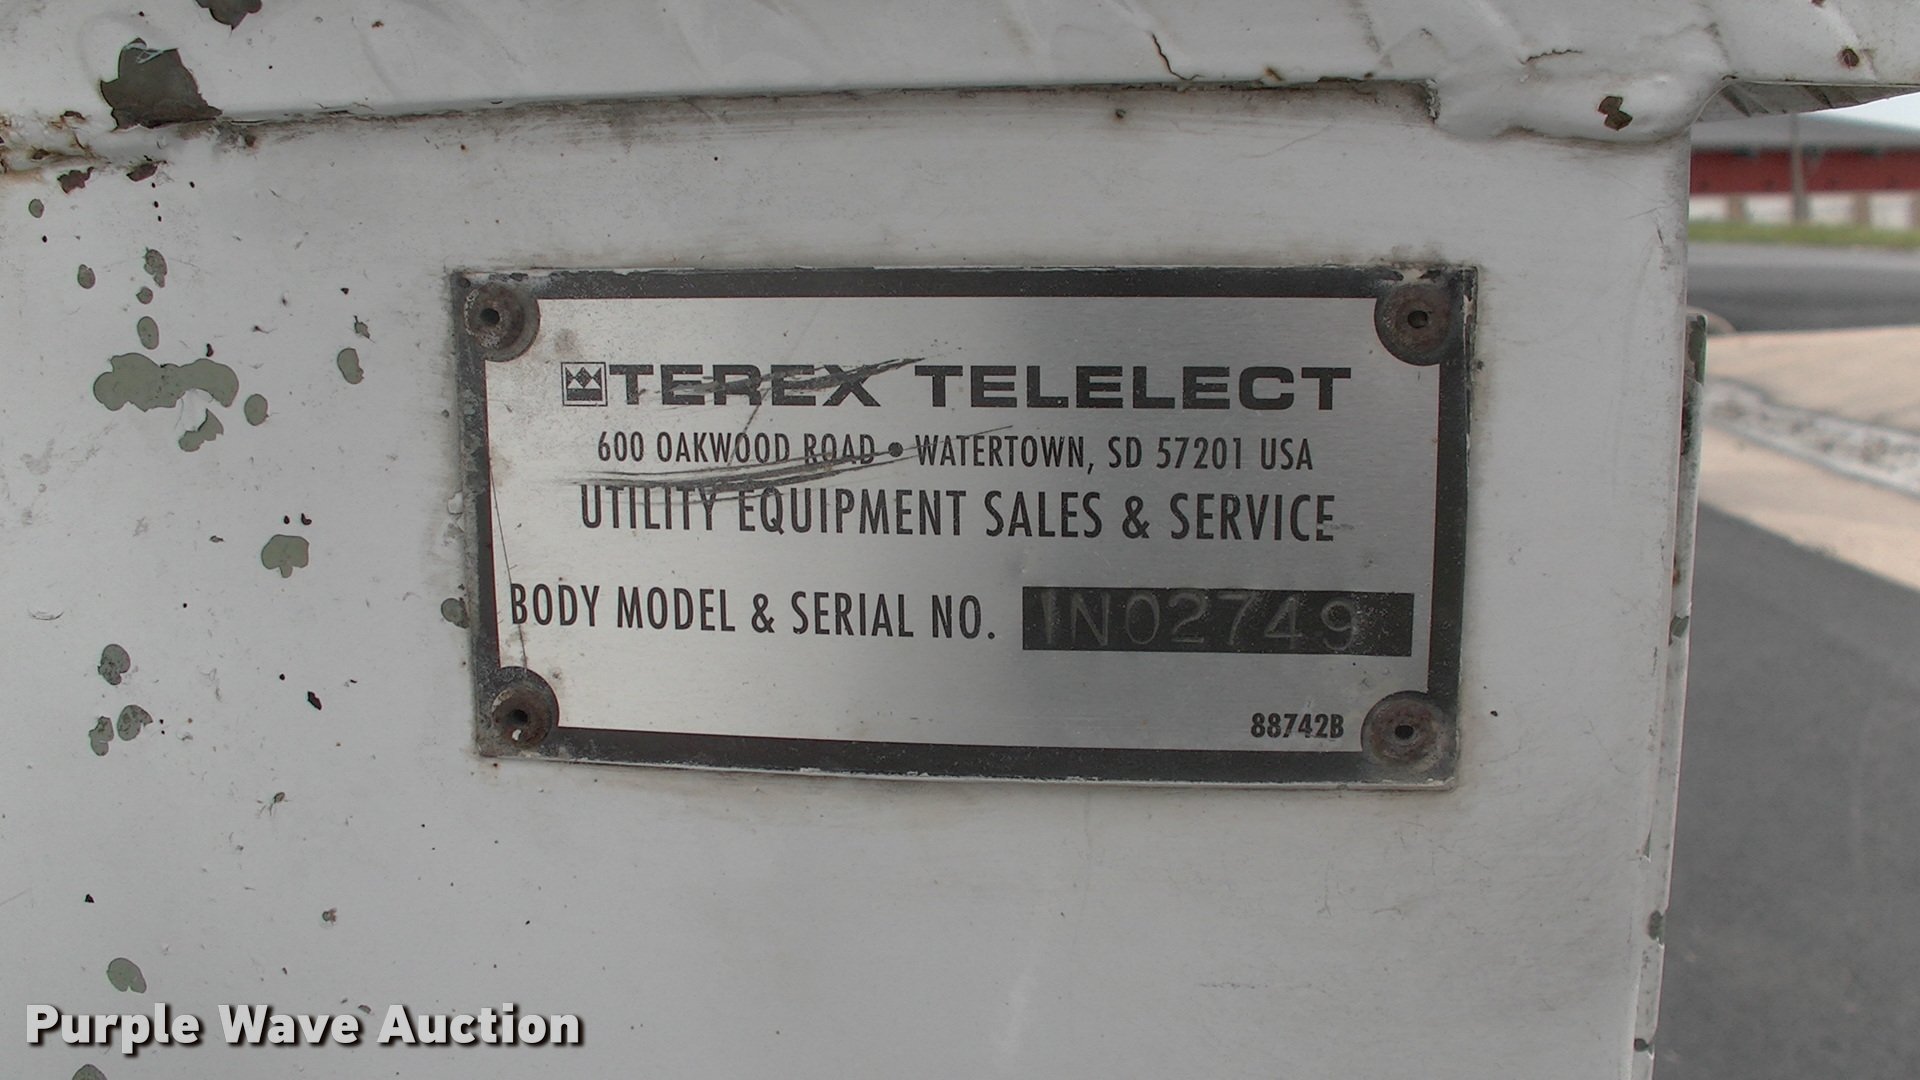 TEREX TELELECT
600 OAKWOOD ROAD • WATERTOWN, SD 57201 USA
UTILITY EQUIPMENT SALES & SERVICE
BODY MODEL & SERIAL NO. 1N02749
88742B
Purple Wave Auction